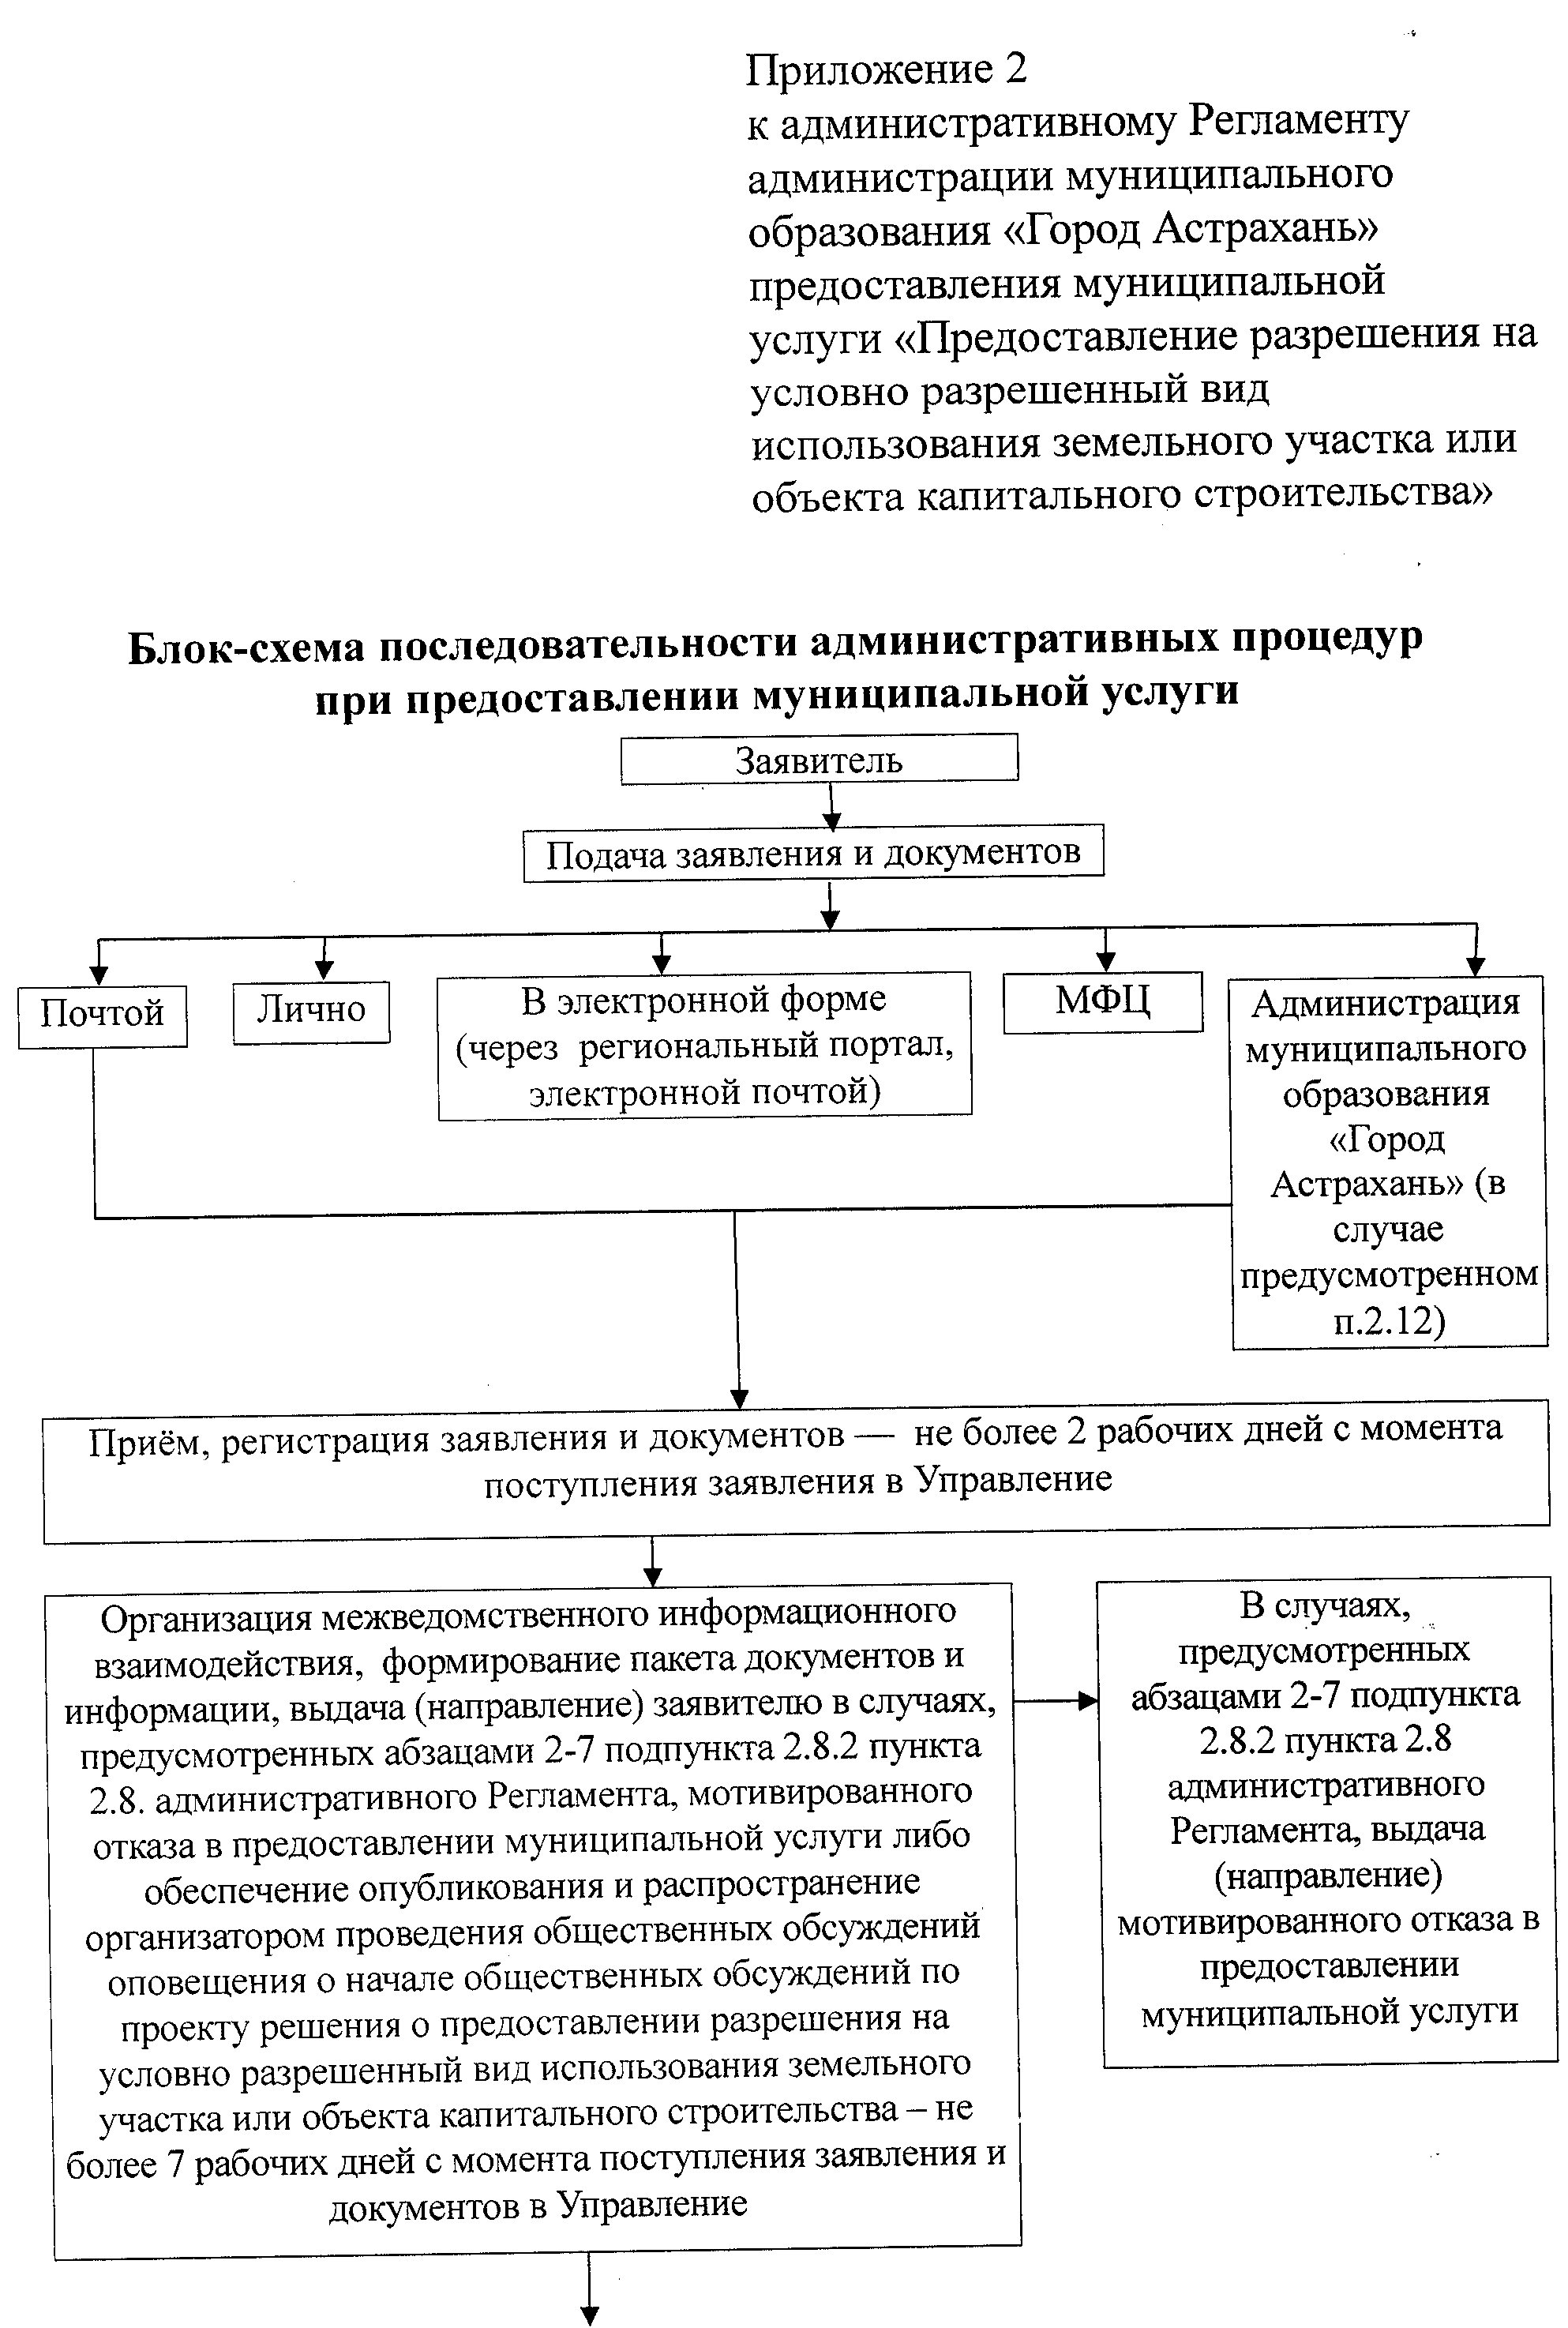 Приложение 2
к административному Регламенту
администрации муниципального
образования «Город Астрахань»
предоставления муниципальной
услуги «Предоставление разрешения на
условно разрешенный вид
использования земельного участка или
объекта капитального строительства»
Блок-схема последовательности административных процедур
при предоставлении муниципальной услуги
Заявитель
Подача заявления и документов
Почтой
Лично
В электронной форме
(через региональный портал,
электронной почтой)
МФЦ
Администрация
муниципального
образования
«Город
Астрахань» (в
случае
предусмотренном
п.2.12)
Приём, регистрация заявления и документов — не более 2 рабочих дней с момента
поступления заявления в Управление
Организация межведомственного информационного
взаимодействия, формирование пакета документов и
информации, выдача (направление) заявителю в случаях,
предусмотренных абзацами 2-7 подпункта 2.8.2 пункта
2.8. административного Регламента, мотивированного
отказа в предоставлении муниципальной услуги либо
обеспечение опубликования и распространение
организатором проведения общественных обсуждений
оповещения о начале общественных обсуждений по
проекту решения о предоставлении разрешения на
условно разрешенный вид использования земельного
участка или объекта капитального строительства – не
более 7 рабочих дней с момента поступления заявления и
документов в Управление
В случаях,
предусмотренных
абзацами 2-7 подпункта
2.8.2 пункта 2.8
административного
Регламента, выдача
(направление)
мотивированного отказа в
предоставлении
муниципальной услуги